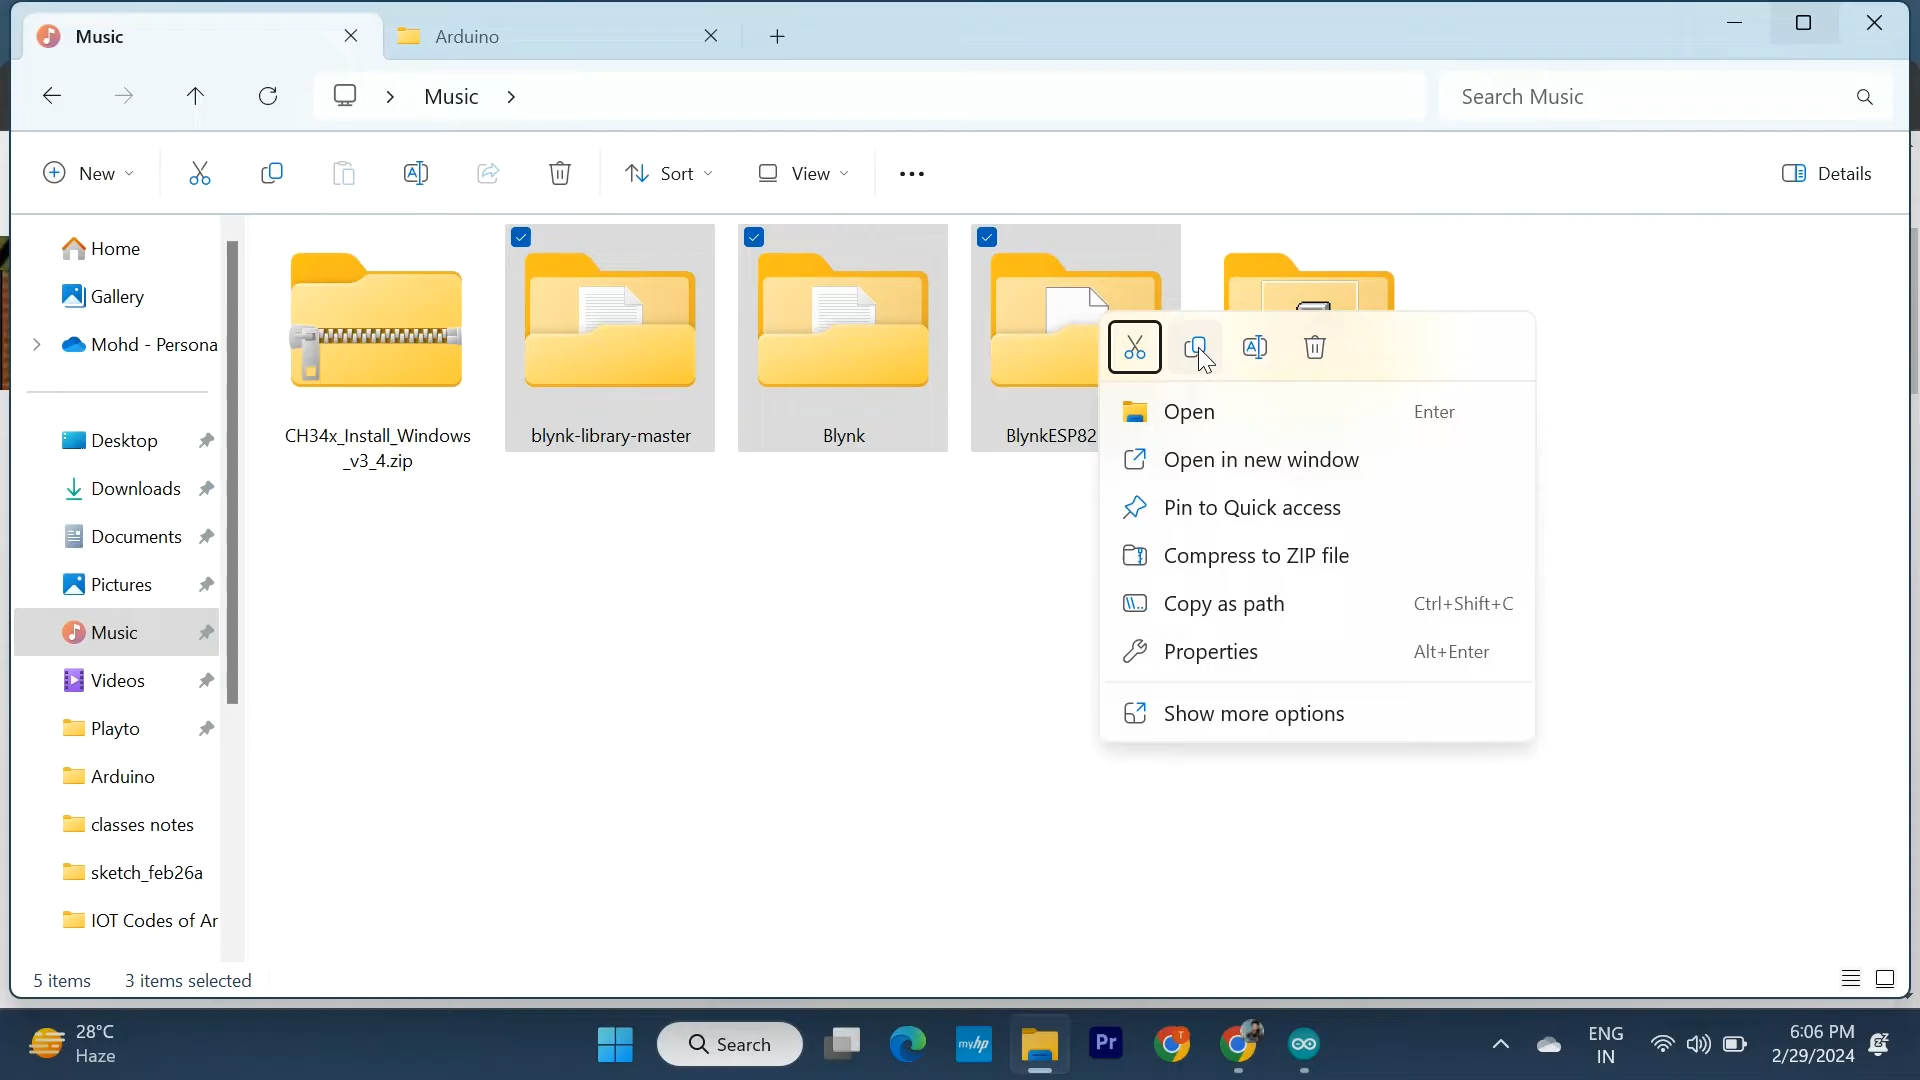 Music
Arduino
Music
Search Music
New
Sort
View
Details
Home
Gallery
Mohd - Persona
Desktop
Downloads
Documents
Pictures
Music
Videos
Playto
Arduino
classes notes
sketch_feb26a
IOT Codes of Ar
CH34x_Install_Windows
_v3_4.zip
blynk-library-master
Blynk
BlynkESP82
Open Enter
Open in new window
Pin to Quick access
Compress to ZIP file
Copy as path Ctrl+Shift+C
Properties Alt+Enter
Show more options
5 items 3 items selected
28°C
Haze
Search
myhp
Pr
T
ENG
IN
6:06 PM
2/29/2024